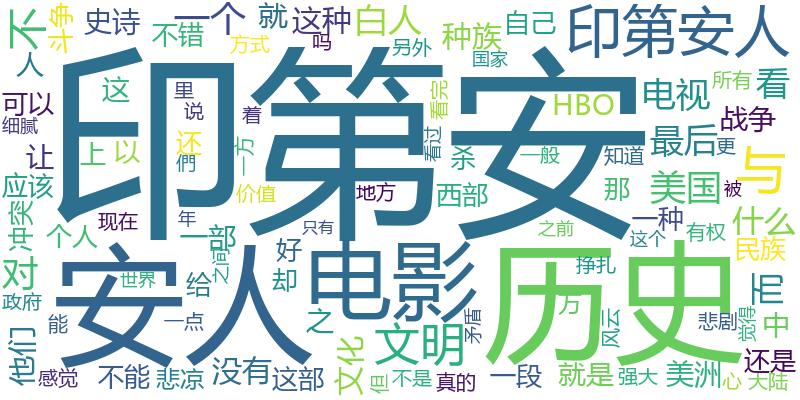 不
斗争
史诗
一个
就
这种
白人
另外
自己
印第安人
不错
方式
吗
种族
国家
人
印第安
这
里
说
着
看完
HBO
电视
所有
看
可以
细腻
战争
让
上
以
还
们
一方
看过
杀
一般
知道
最后
更
与
应该
价值
地方
西部
那
美国
被
冲突
现在
年
只有
之前
一种
有权
什么
个人
一部
好
这个
民族
对
安人
电影
历史
却
之间
挣扎
而
政府
世界
给
万
中
能
一点
之
矛盾
风云
悲剧
觉得
他们
文明
还是
感觉
不能
悲凉
没有
这部
文化
但
不是
真的
一段
就是
强大
美洲
心
大陆